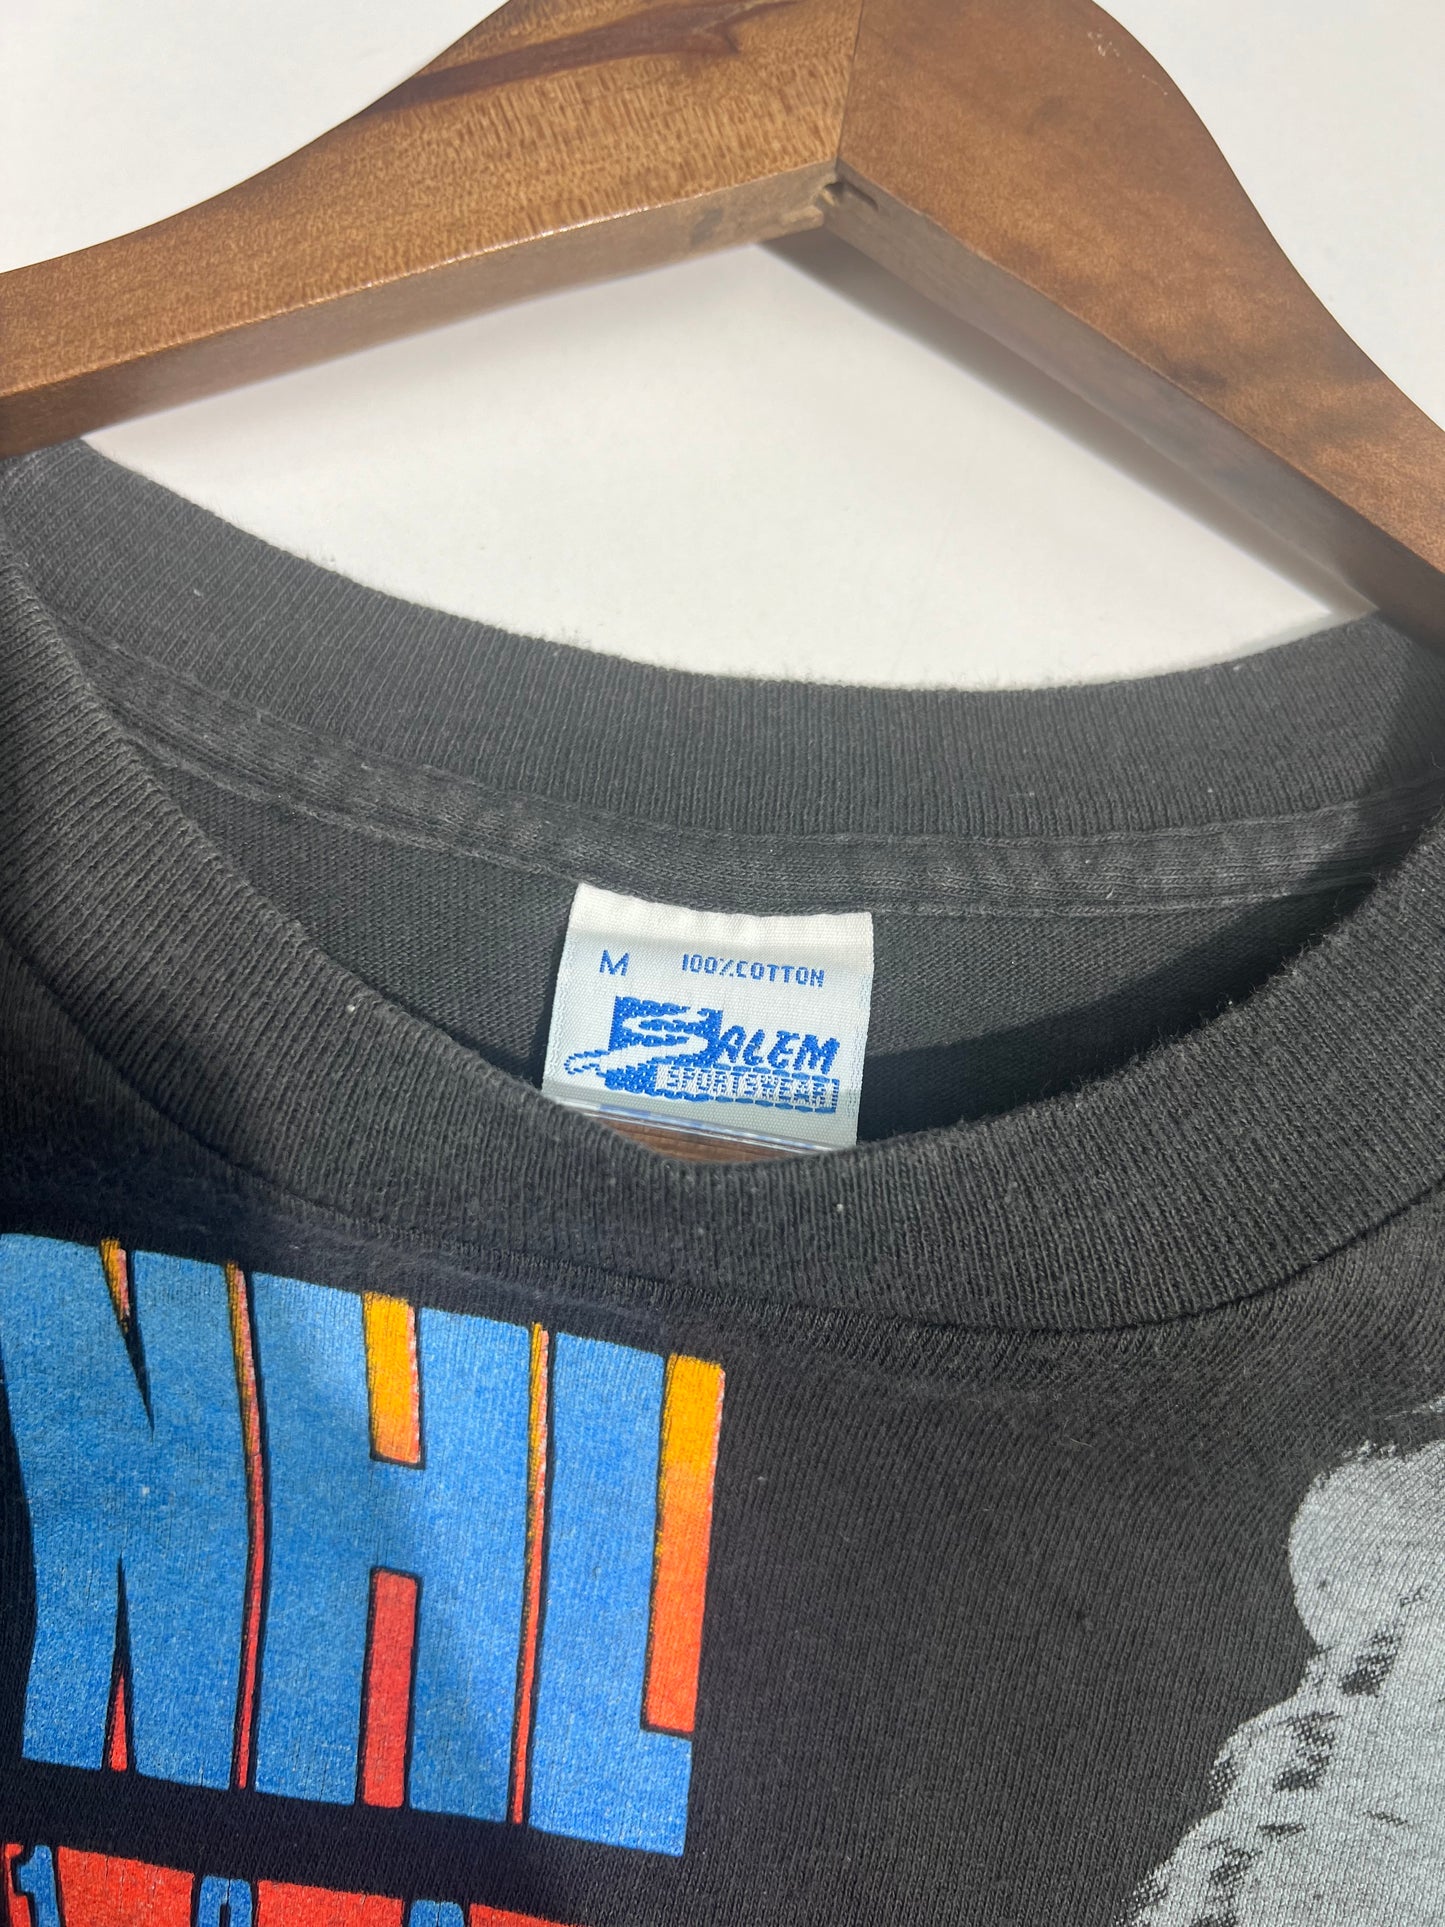 M 100% COTTON
SALEM
SPORTSWEAR
NHL